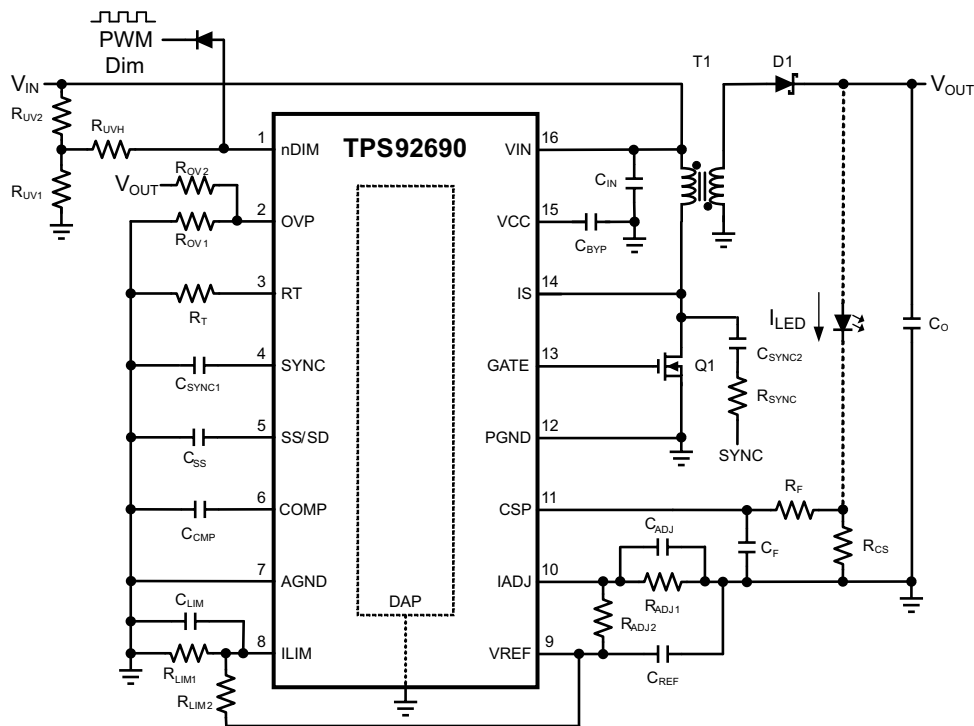 PWM
Dim
T1
D1
VIN
VOUT
RUV2
RUVH
RUV1
1
nDIM
TPS92690
VIN
16
CIN
ROV2
VOUT
2
OVP
ROV1
VCC
15
CBYP
3
RT
RT
IS
14
ILED
CO
4
SYNC
CSYNC1
GATE
13
Q1
CSYNC2
RSYNC
SYNC
5
SS/SD
CSS
PGND
12
6
COMP
CCMP
CSP
11
RF
CF
RCS
7
AGND
DAP
IADJ
10
CADJ
RADJ1
RADJ2
CLIM
8
ILIM
RLIM1
RLIM2
VREF
9
CREF